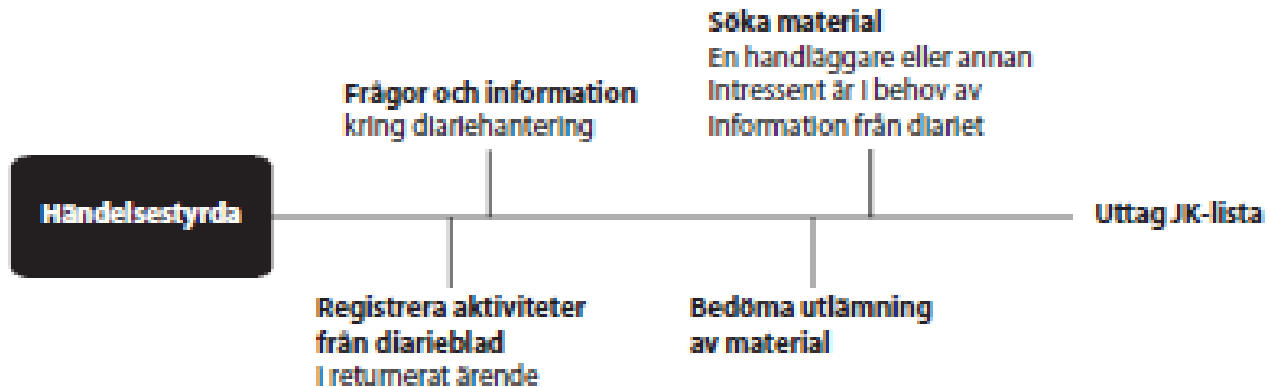 Söka material
En handläggare eller annan
Intressent är I behov av
Information från diariet
Frågor och information
kring diariehantering
Händelsestyrda
Uttag JK-lista
Registrera aktiviteter
från diarieblad
I returnerat ärende
Bedöma utlämning
av material